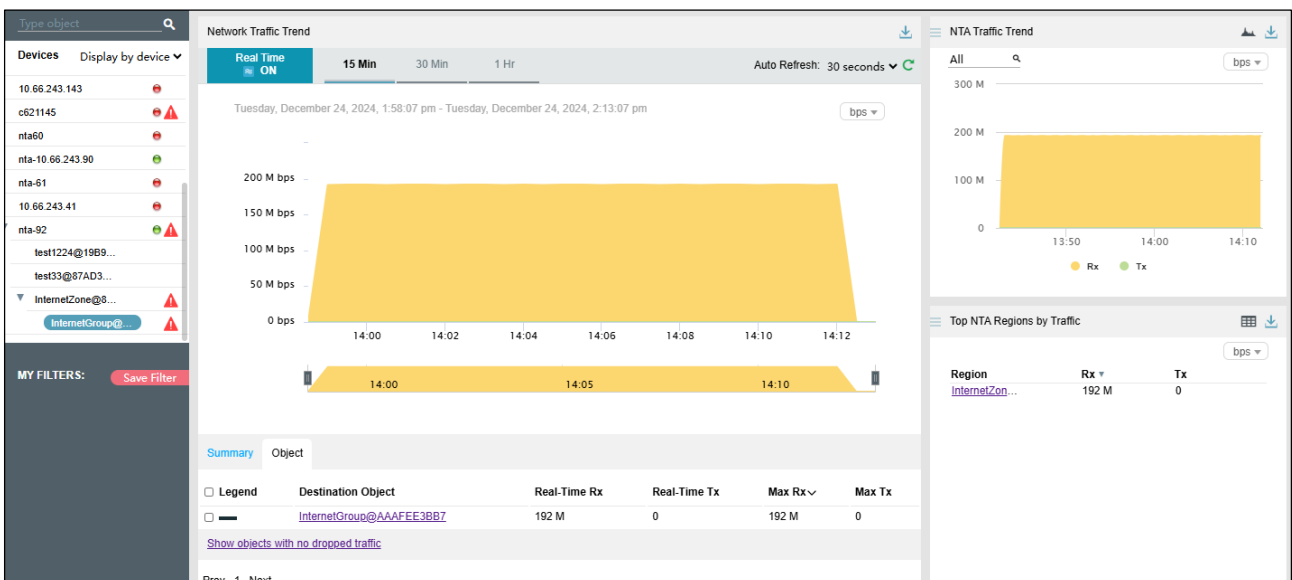 Type object
Devices Display by device
10.66.243.143
c621145
nta60
nta-10.66.243.90
nta-61
10.66.243.41
nta-92
test1224@19B9...
test33@87AD3...
InternetZone@8...
InternetGroup@...
MY FILTERS: Save Filter
Network Traffic Trend
Real Time
ON
15 Min 30 Min 1 Hr
Auto Refresh: 30 seconds
Tuesday, December 24, 2024, 1:58:07 pm - Tuesday, December 24, 2024, 2:13:07 pm
bps
200 M bps
150 M bps
100 M bps
50 M bps
0 bps
14:00 14:02 14:04 14:06 14:08 14:10 14:12
14:00 14:05 14:10
Summary Object
Legend Destination Object Real-Time Rx Real-Time Tx Max Rx Max Tx
InternetGroup@AAAFEE3BB7 192 M 0 192 M 0
Show objects with no dropped traffic
Prev 1 Next
NTA Traffic Trend
All
bps
300 M
200 M
100 M
0
13:50 14:00 14:10
Rx Tx
Top NTA Regions by Traffic
bps
Region Rx Tx
InternetZon... 192 M 0